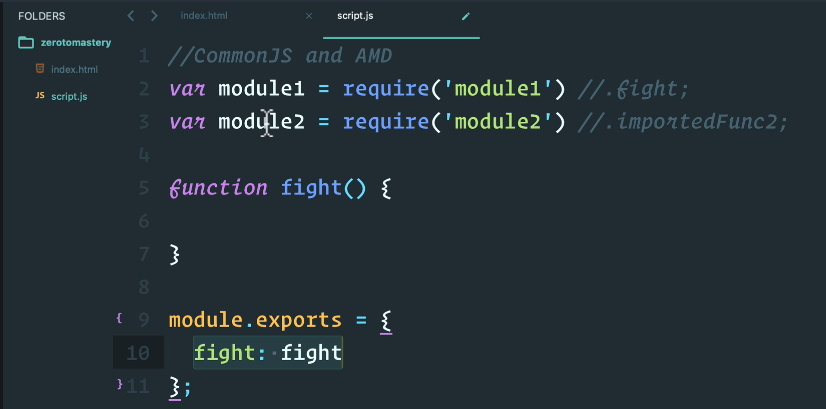 FOLDERS
zerotomastery
index.html
JS script.js
index.html × script.js
1 //CommonJS and AMD
2 var module1 = require('module1') //.fight;
3 var module2 = require('module2') //.importedFunc2;
4
5 function fight() {
6
7 }
8
{ 9 module.exports = {
10 fight: fight
} 11 };